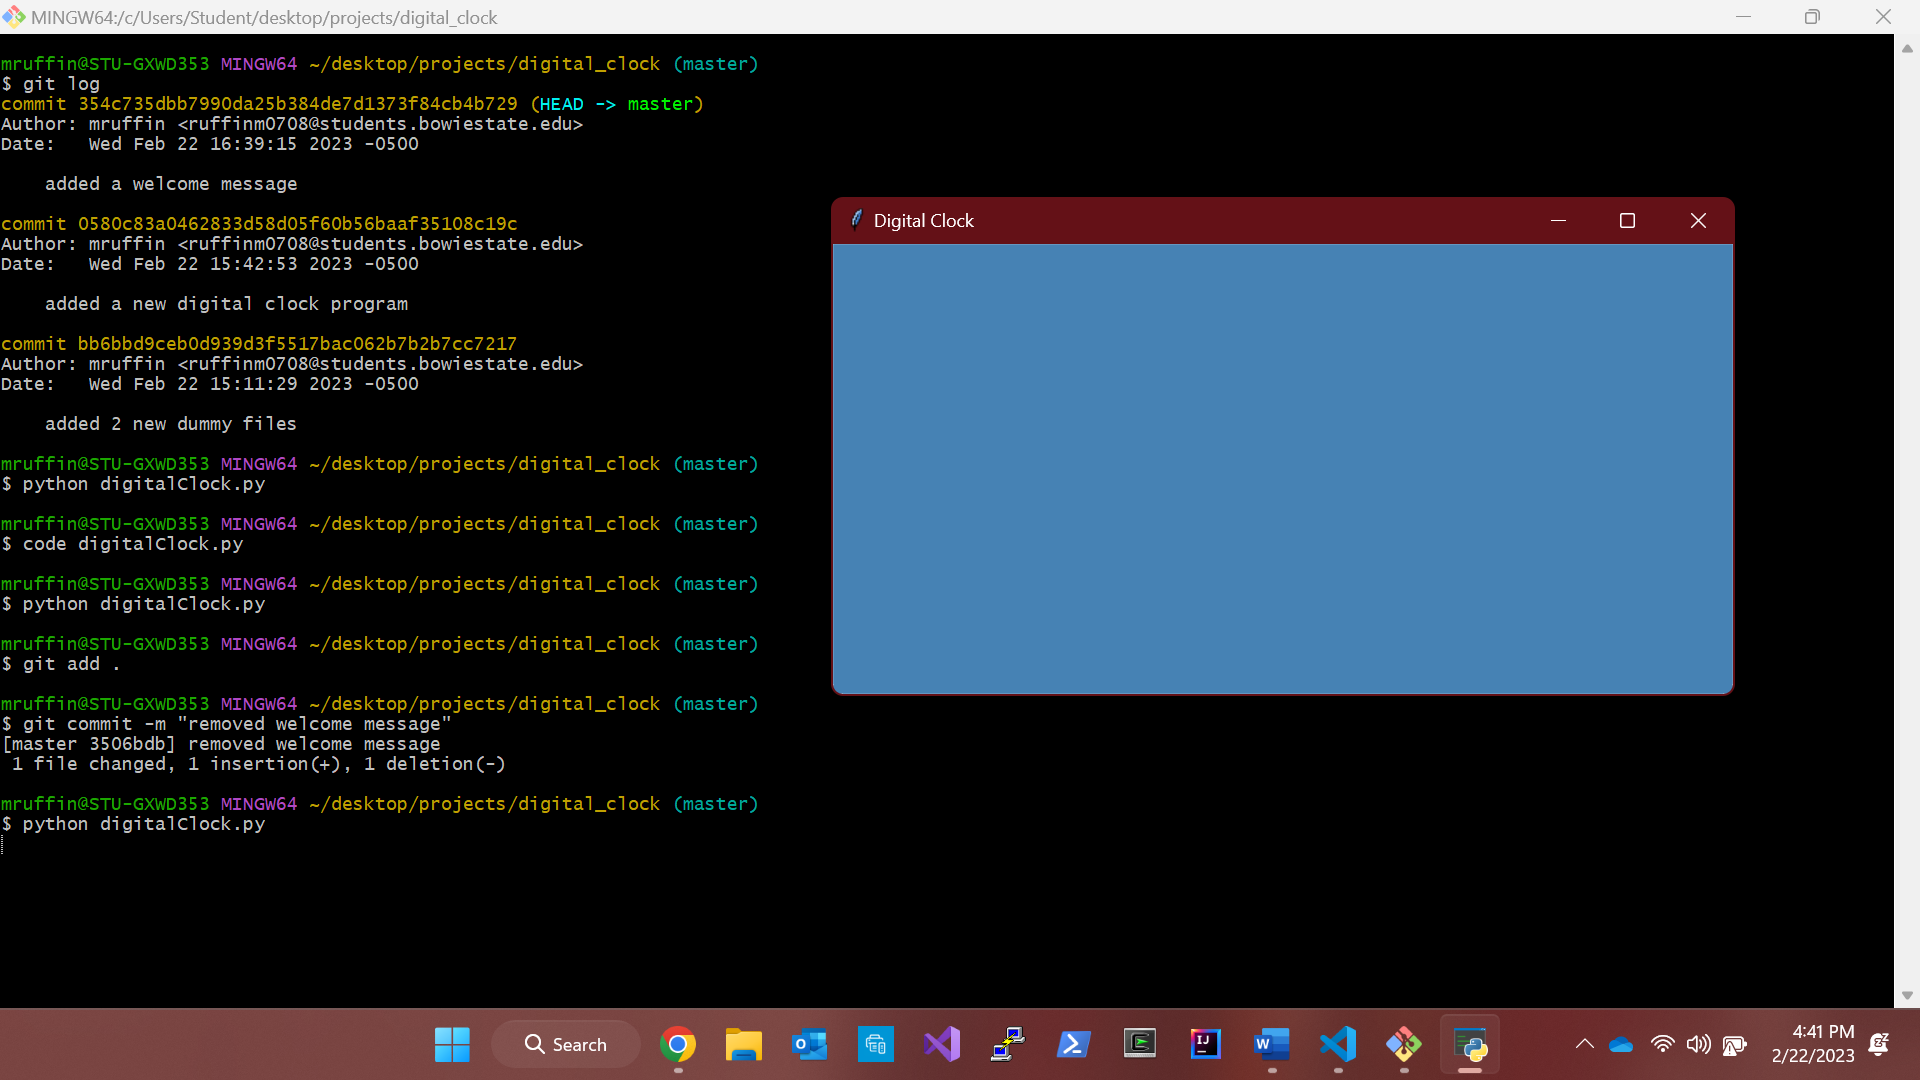 MINGW64:/c/Users/Student/desktop/projects/digital_clock
mruffin@STU-GXWD353 MINGW64 ~/desktop/projects/digital_clock (master)
$ git log
commit 354c735dbb7990da25b384de7d1373f84cb4b729 (HEAD -> master)
Author: mruffin <ruffinm0708@students.bowiestate.edu>
Date:   Wed Feb 22 16:39:15 2023 -0500
    added a welcome message
commit 0580c83a0462833d58d05f60b56baaf35108c19c
Author: mruffin <ruffinm0708@students.bowiestate.edu>
Date:   Wed Feb 22 15:42:53 2023 -0500
    added a new digital clock program
commit bb6bbd9ceb0d939d3f5517bac062b7b2b7cc7217
Author: mruffin <ruffinm0708@students.bowiestate.edu>
Date:   Wed Feb 22 15:11:29 2023 -0500
    added 2 new dummy files
mruffin@STU-GXWD353 MINGW64 ~/desktop/projects/digital_clock (master)
$ python digitalClock.py
mruffin@STU-GXWD353 MINGW64 ~/desktop/projects/digital_clock (master)
$ code digitalClock.py
mruffin@STU-GXWD353 MINGW64 ~/desktop/projects/digital_clock (master)
$ python digitalClock.py
mruffin@STU-GXWD353 MINGW64 ~/desktop/projects/digital_clock (master)
$ git add .
mruffin@STU-GXWD353 MINGW64 ~/desktop/projects/digital_clock (master)
$ git commit -m "removed welcome message"
[master 3506bdb] removed welcome message
 1 file changed, 1 insertion(+), 1 deletion(-)
mruffin@STU-GXWD353 MINGW64 ~/desktop/projects/digital_clock (master)
$ python digitalClock.py
Digital Clock
Search
4:41 PM
2/22/2023